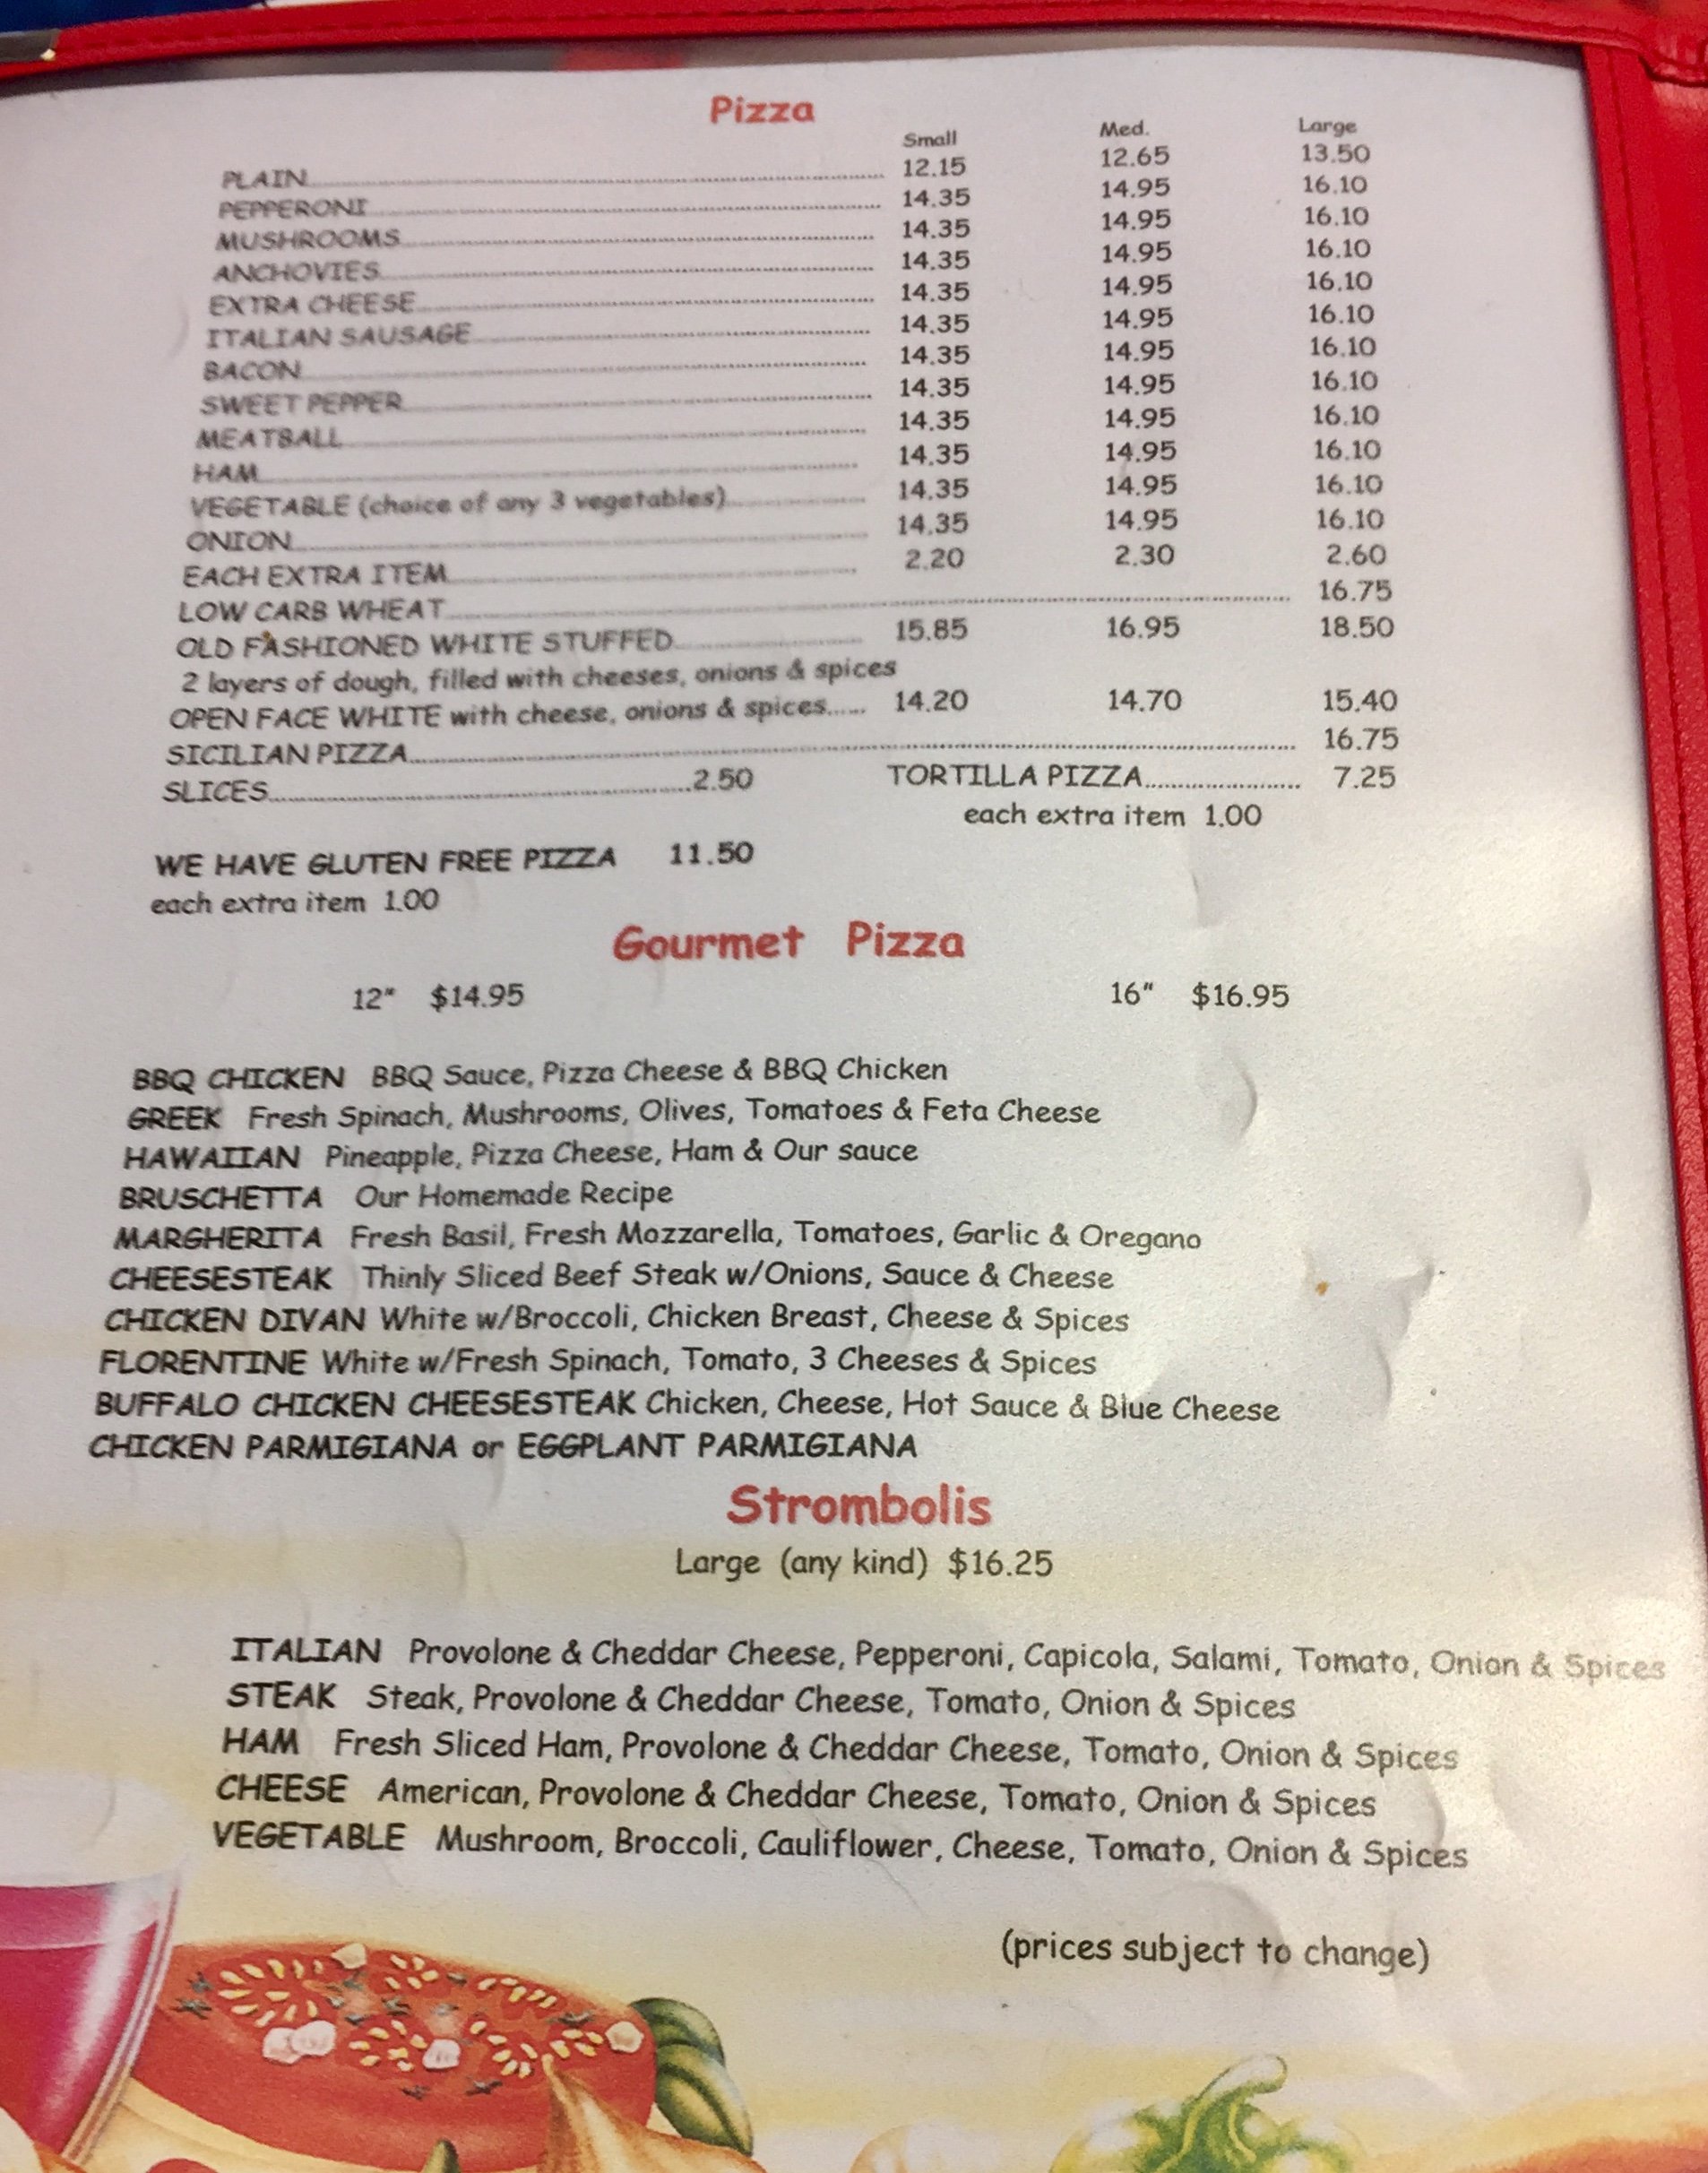 Pizza
Small Med. Large
PLAIN 12.15 12.65 13.50
PEPPERONI 14.35 14.95 16.10
MUSHROOMS 14.35 14.95 16.10
ANCHOVIES 14.35 14.95 16.10
EXTRA CHEESE 14.35 14.95 16.10
ITALIAN SAUSAGE 14.35 14.95 16.10
BACON 14.35 14.95 16.10
SWEET PEPPER 14.35 14.95 16.10
MEATBALL 14.35 14.95 16.10
HAM 14.35 14.95 16.10
VEGETABLE (choice of any 3 vegetables) 14.35 14.95 16.10
ONION 14.35 14.95 16.10
EACH EXTRA ITEM 2.20 2.30 2.60
LOW CARB WHEAT 16.75
OLD FASHIONED WHITE STUFFED 15.85 16.95 18.50
2 layers of dough, filled with cheeses, onions & spices
OPEN FACE WHITE with cheese, onions & spices...... 14.20 14.70 15.40
SICILIAN PIZZA 16.75
SLICES 2.50 TORTILLA PIZZA 7.25
each extra item 1.00
WE HAVE GLUTEN FREE PIZZA 11.50
each extra item 1.00
Gourmet Pizza
12" $14.95 16" $16.95
BBQ CHICKEN BBQ Sauce, Pizza Cheese & BBQ Chicken
GREEK Fresh Spinach, Mushrooms, Olives, Tomatoes & Feta Cheese
HAWAIIAN Pineapple, Pizza Cheese, Ham & Our sauce
BRUSCHETTA Our Homemade Recipe
MARGHERITA Fresh Basil, Fresh Mozzarella, Tomatoes, Garlic & Oregano
CHEESESTEAK Thinly Sliced Beef Steak w/Onions, Sauce & Cheese
CHICKEN DIVAN White w/Broccoli, Chicken Breast, Cheese & Spices
FLORENTINE White w/Fresh Spinach, Tomato, 3 Cheeses & Spices
BUFFALO CHICKEN CHEESESTEAK Chicken, Cheese, Hot Sauce & Blue Cheese
CHICKEN PARMIGIANA or EGGPLANT PARMIGIANA
Strombolis
Large (any kind) $16.25
ITALIAN Provolone & Cheddar Cheese, Pepperoni, Capicola, Salami, Tomato, Onion & Spices
STEAK Steak, Provolone & Cheddar Cheese, Tomato, Onion & Spices
HAM Fresh Sliced Ham, Provolone & Cheddar Cheese, Tomato, Onion & Spices
CHEESE American, Provolone & Cheddar Cheese, Tomato, Onion & Spices
VEGETABLE Mushroom, Broccoli, Cauliflower, Cheese, Tomato, Onion & Spices
(prices subject to change)